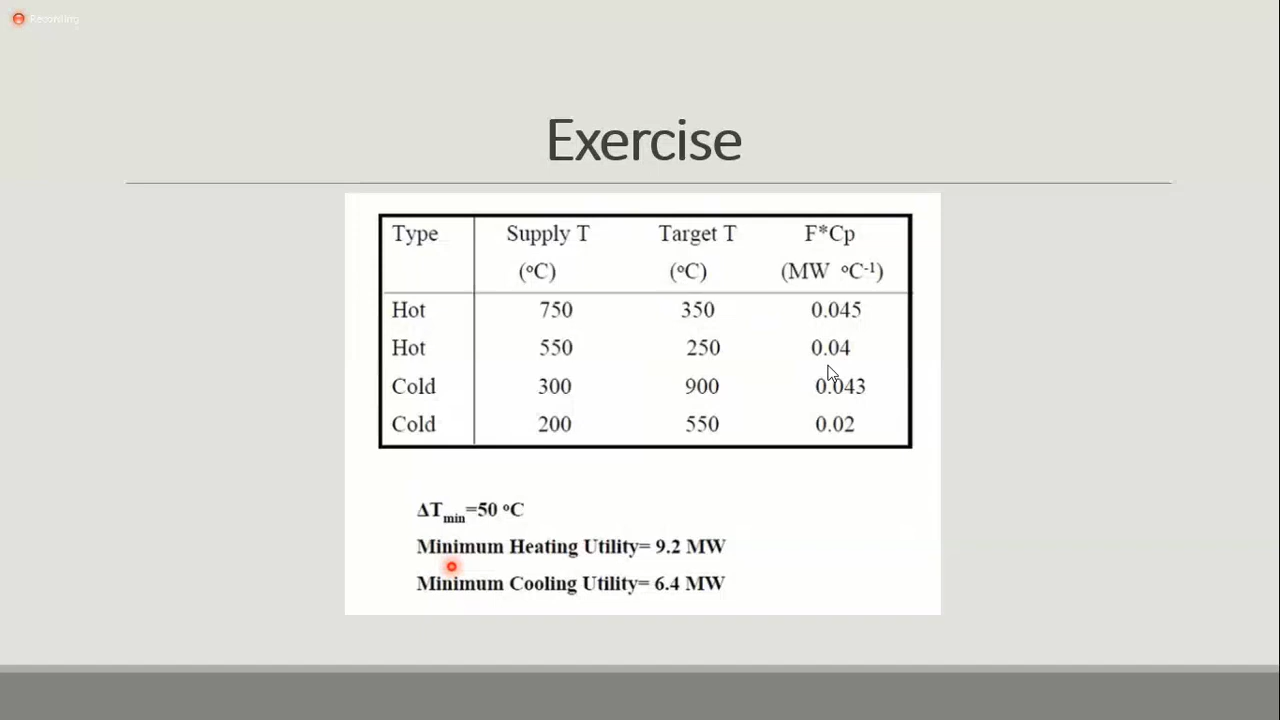 Recording
Exercise
Type Supply T Target T F*Cp
(°C) (°C) (MW °C⁻¹)
Hot 750 350 0.045
Hot 550 250 0.04
Cold 300 900 0.043
Cold 200 550 0.02
ΔTmin=50 °C
Minimum Heating Utility= 9.2 MW
Minimum Cooling Utility= 6.4 MW